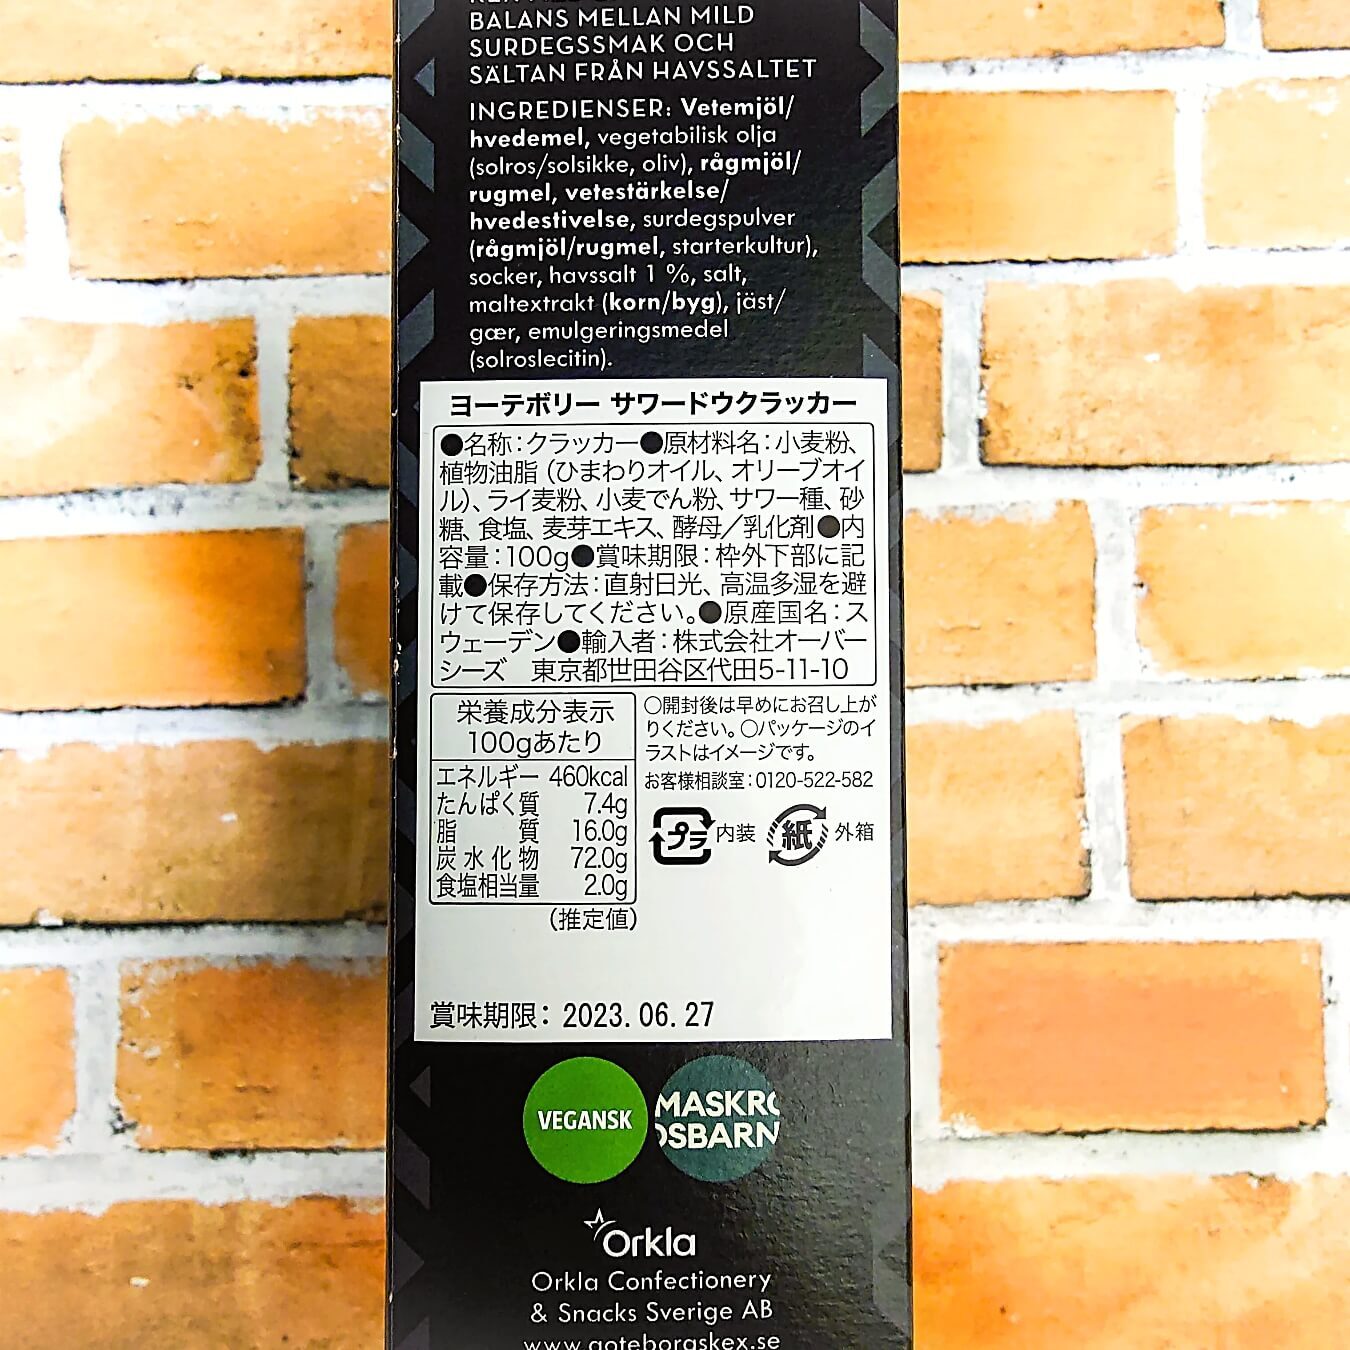 BALANS MELLAN MILD
SURDEGSSMAK OCH
SÄLTAN FRÅN HAVSSALTET
INGREDIENSER: Vetemjöl/
hvedemel, vegetabilisk olja
(solros/solsikke, oliv), rågmjöl/
rugmel, vetestärkelse/
hvedestivelse, surdegspulver
(rågmjöl/rugmel, starterkultur),
socker, havssalt 1 %, salt,
maltextrakt (korn/byg), jäst/
gær, emulgeringsmedel
(solroslecitin).
ヨーテボリー サワードウクラッカー
●名称：クラッカー●原材料名：小麦粉、
植物油脂（ひまわりオイル、オリーブオイ
ル）、ライ麦粉、小麦でん粉、サワー種、砂
糖、食塩、麦芽エキス、酵母／乳化剤●内
容量：100g●賞味期限：枠外下部に記
載●保存方法：直射日光、高温多湿を避
けて保存してください。●原産国名：ス
ウェーデン●輸入者：株式会社オーバー
シーズ　東京都世田谷区代田5-11-10
栄養成分表示
100gあたり
エネルギー 460kcal
たんぱく質 7.4g
脂質 16.0g
炭水化物 72.0g
食塩相当量 2.0g
（推定値）
○開封後は早めにお召し上が
りください。○パッケージのイ
ラストはイメージです。
お客様相談室：0120-522-582
プラ 内装 紙 外箱
賞味期限：2023.06.27
VEGANSK
MASKRO
OSBARN
Orkla
Orkla Confectionery
& Snacks Sverige AB
www.goteborgskex.se